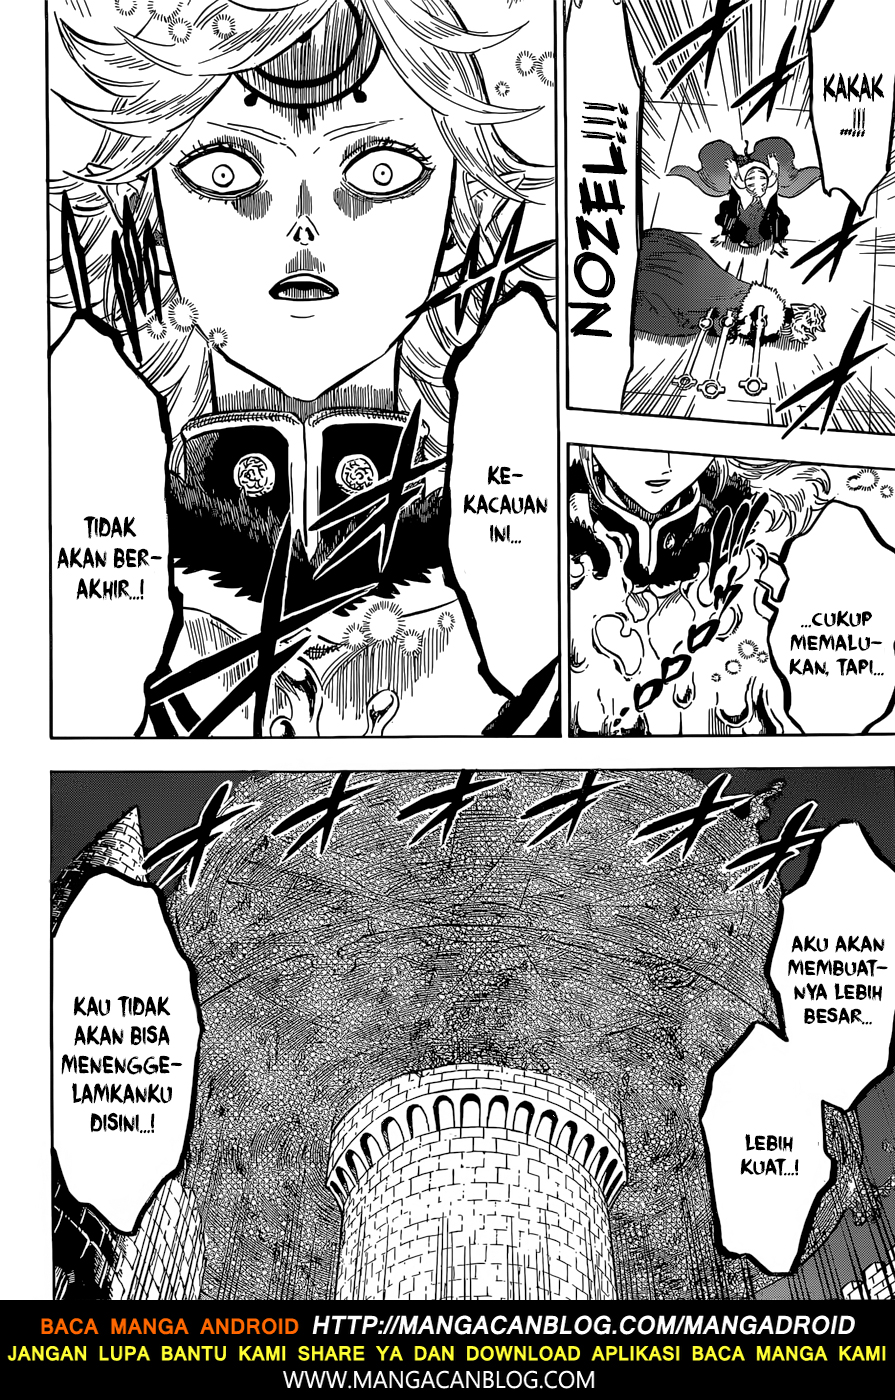 KAKAK
...!!!
NOZEL!!!
...CUKUP
MEMALU-
KAN, TAPI...
KE-
KACAUAN
INI...
TIDAK
AKAN BER-
AKHIR...!
AKU AKAN
MEMBUAT-
NYA LEBIH
BESAR...
LEBIH
KUAT...!
KAU TIDAK
AKAN BISA
MENENGGE-
LAMKANKU
DISINI...!
BACA MANGA ANDROID HTTP://MANGACANBLOG.COM/MANGADROID
JANGAN LUPA BANTU KAMI SHARE YA DAN DOWNLOAD APLIKASI BACA MANGA KAMI
WWW.MANGACANBLOG.COM